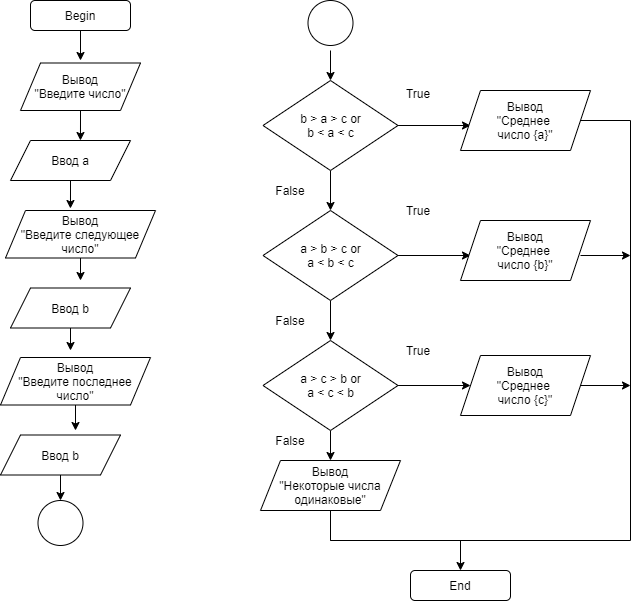 Begin
Вывод
"Введите число"
Ввод a
Вывод
"Введите следующее
число"
Ввод b
Вывод
"Введите последнее
число"
Ввод b
b > a > c or
b < a < c
True
Вывод
"Среднее
число {a}"
False
a > b > c or
a < b < c
True
Вывод
"Среднее
число {b}"
False
a > c > b or
a < c < b
True
Вывод
"Среднее
число {c}"
False
Вывод
"Некоторые числа
одинаковые"
End